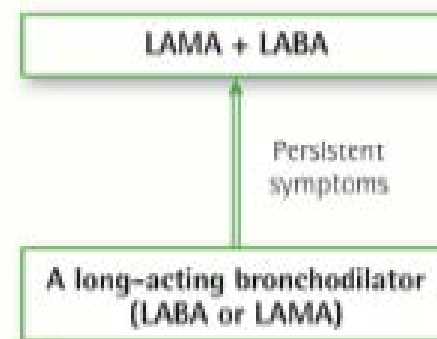 LAMA + LABA
Persistent
symptoms
A long-acting bronchodilator
(LABA or LAMA)